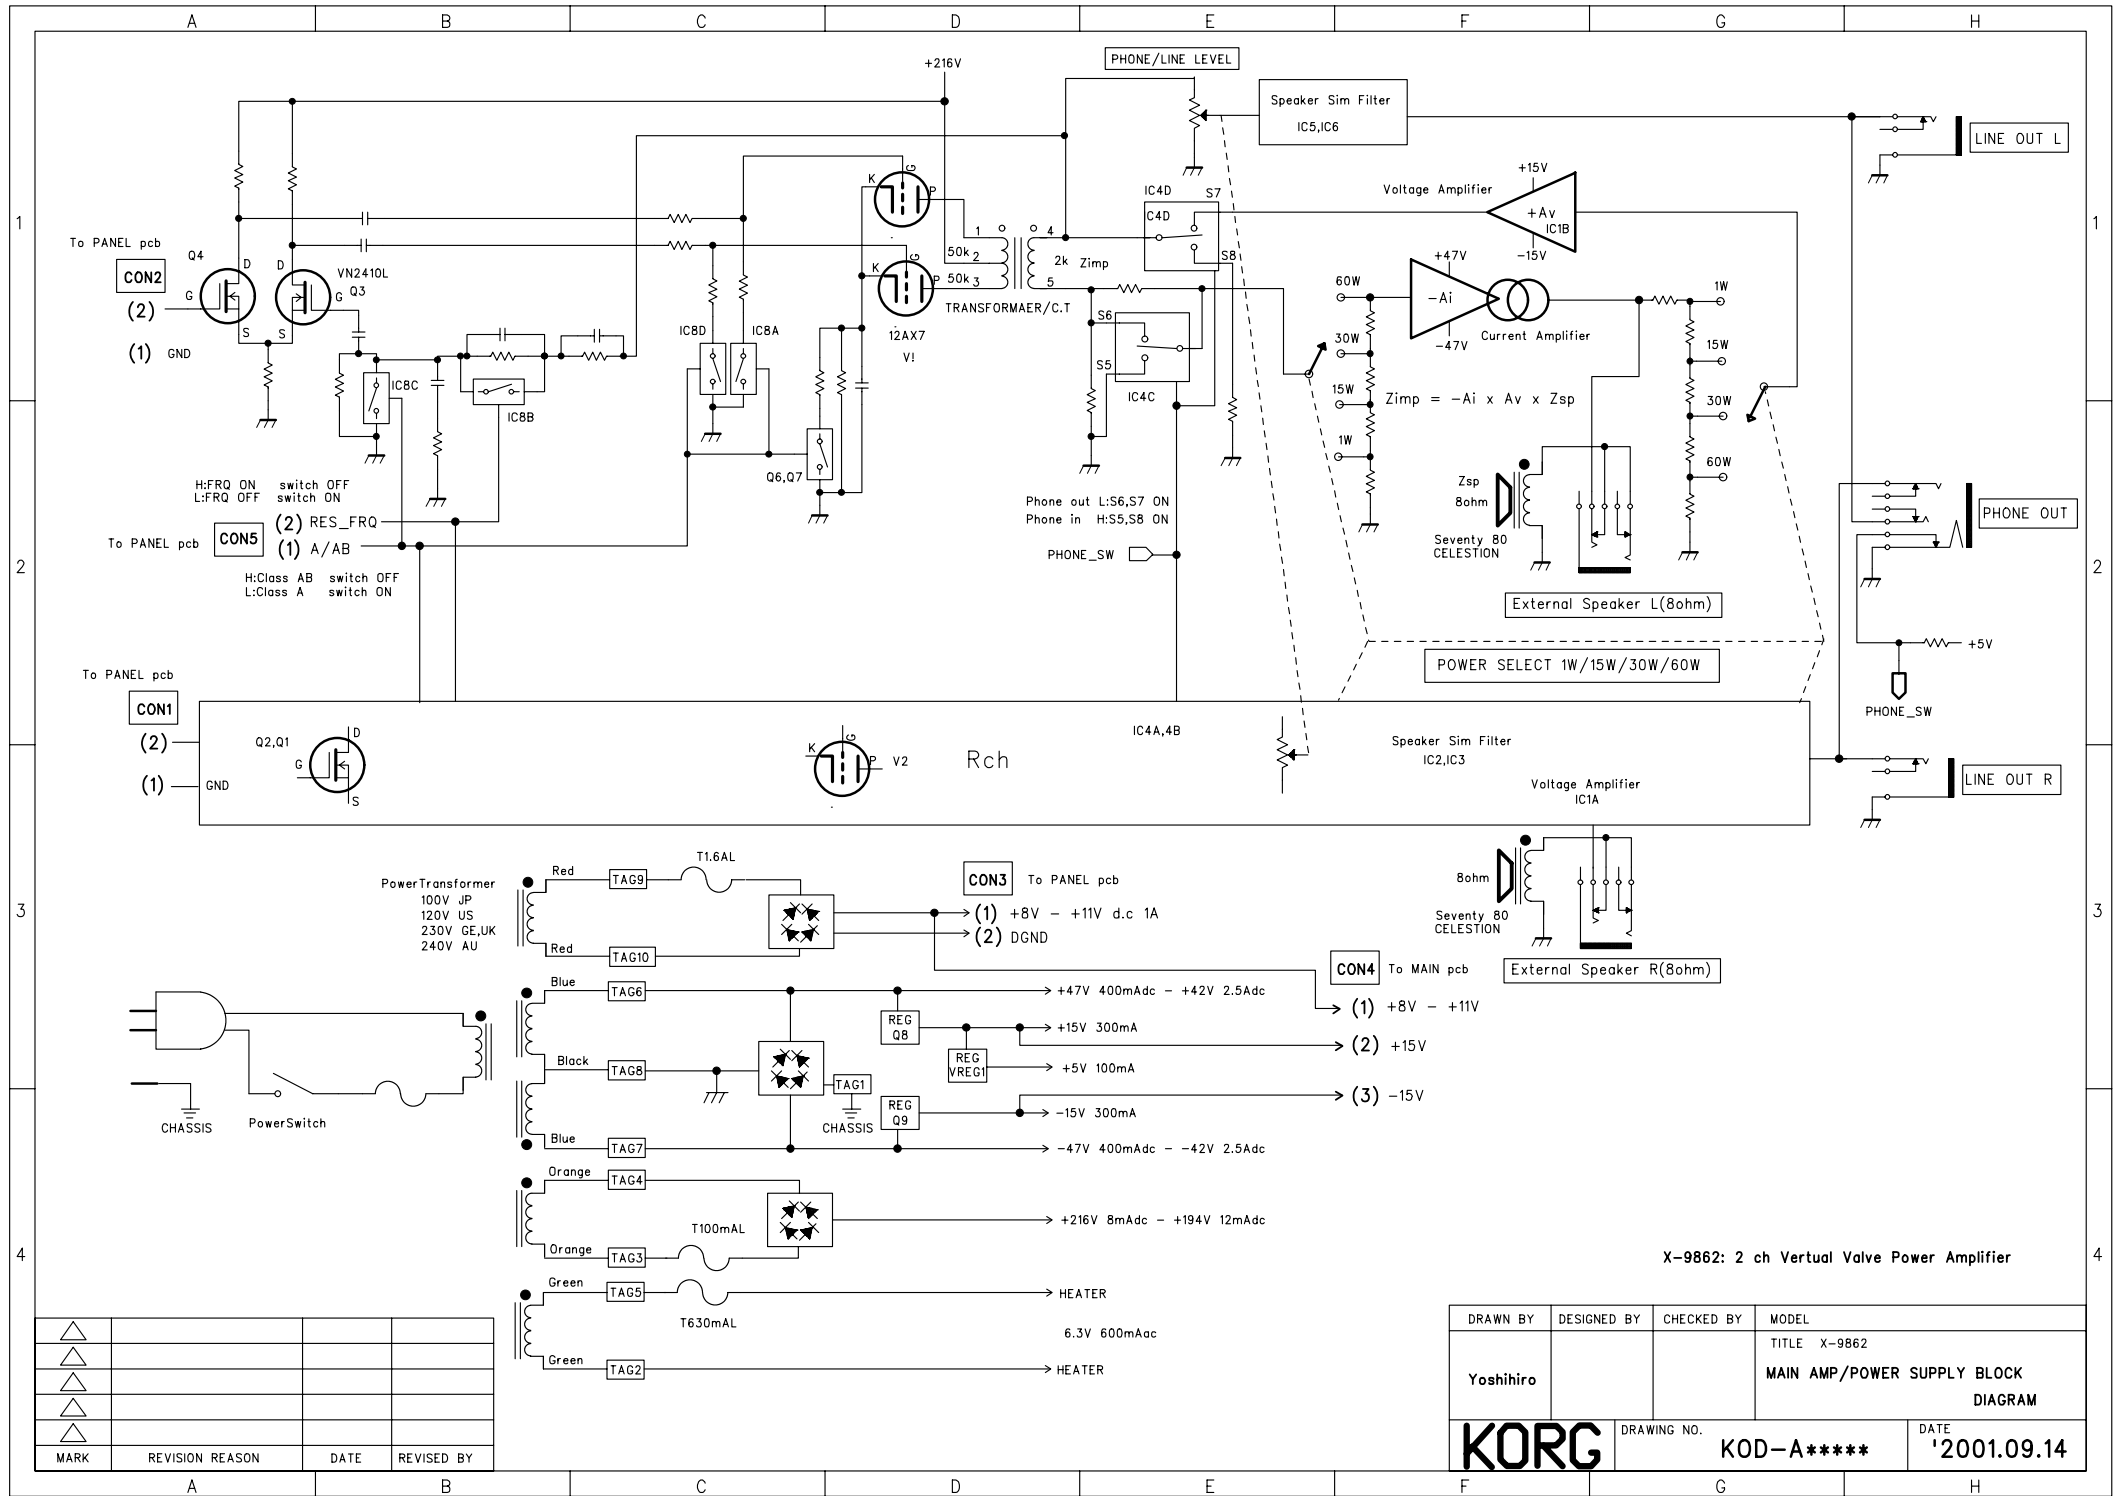 A B C D E F G H
+216V
PHONE/LINE LEVEL
Speaker Sim Filter
IC5,IC6
LINE OUT L
1
To PANEL pcb
CON2
(2)
(1) GND
Q4
D
G
S
D
VN2410L
Q3
G
S
IC8C
IC8B
IC8D
IC8A
Q6,Q7
K
G
P
K
G
P
12AX7
V!
1
50k 2
50k 3
4
2k
5
Zimp
TRANSFORMAER/C.T
IC4D
S7
C4D
S8
S6
S5
IC4C
Voltage Amplifier
+15V
+Av
IC1B
-15V
+47V
-Ai
-47V
Current Amplifier
60W
30W
15W
1W
Zimp = -Ai x Av x Zsp
1W
15W
30W
60W
1
H:FRQ ON switch OFF
L:FRQ OFF switch ON
To PANEL pcb
CON5
(2) RES_FRQ
(1) A/AB
H:Class AB switch OFF
L:Class A switch ON
Phone out L:S6,S7 ON
Phone in H:S5,S8 ON
PHONE_SW
Zsp
8ohm
Seventy 80
CELESTION
External Speaker L(8ohm)
PHONE OUT
2
2
+5V
PHONE_SW
POWER SELECT 1W/15W/30W/60W
To PANEL pcb
CON1
(2)
(1)
GND
Q2,Q1
D
G
S
K
G
P
V2
Rch
IC4A,4B
Speaker Sim Filter
IC2,IC3
Voltage Amplifier
IC1A
LINE OUT R
8ohm
Seventy 80
CELESTION
External Speaker R(8ohm)
3
3
PowerTransformer
100V JP
120V US
230V GE,UK
240V AU
Red
TAG9
T1.6AL
Red
TAG10
CON3 To PANEL pcb
(1) +8V - +11V d.c 1A
(2) DGND
CON4 To MAIN pcb
(1) +8V - +11V
(2) +15V
(3) -15V
Blue
TAG6
+47V 400mAdc - +42V 2.5Adc
REG
Q8
+15V 300mA
REG
VREG1
+5V 100mA
Black
TAG8
TAG1
CHASSIS
REG
Q9
-15V 300mA
Blue
TAG7
-47V 400mAdc - -42V 2.5Adc
CHASSIS
PowerSwitch
Orange
TAG4
+216V 8mAdc - +194V 12mAdc
T100mAL
Orange
TAG3
Green
TAG5
T630mAL
HEATER
6.3V 600mAac
Green
TAG2
HEATER
4
4
X-9862: 2 ch Vertual Valve Power Amplifier
DRAWN BY DESIGNED BY CHECKED BY MODEL
TITLE X-9862
Yoshihiro
MAIN AMP/POWER SUPPLY BLOCK
DIAGRAM
KORG
DRAWING NO.
KOD-A*****
DATE
'2001.09.14
MARK REVISION REASON DATE REVISED BY
A B C D E F G H